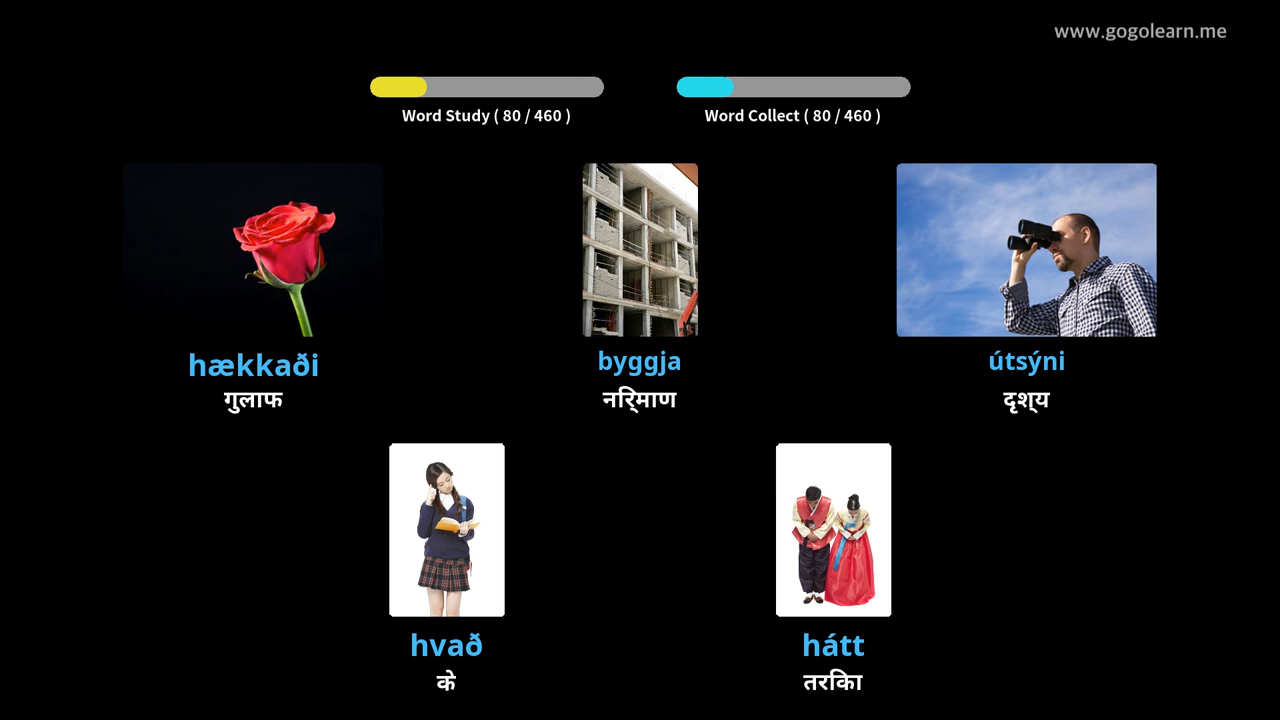 www.gogolearn.me
Word Study ( 80 / 460 )
Word Collect ( 80 / 460 )
hækkaði
गुलाफ
byggja
निर्माण
útsýni
दृश्य
hvað
के
hátt
तरिका